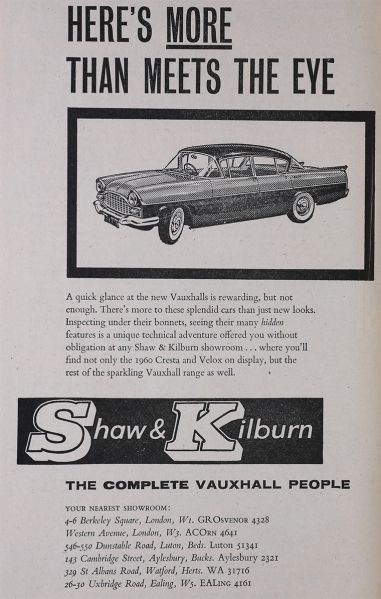 HERE'S MORE
THAN MEETS THE EYE
A quick glance at the new Vauxhalls is rewarding, but not
enough. There's more to these splendid cars than just new looks.
Inspecting under their bonnets, seeing their many hidden
features is a unique technical adventure offered you without
obligation at any Shaw & Kilburn showroom . . . where you'll
find not only the 1960 Cresta and Velox on display, but the
rest of the sparkling Vauxhall range as well.
Shaw & Kilburn
THE COMPLETE VAUXHALL PEOPLE
YOUR NEAREST SHOWROOM:
4-6 Berkeley Square, London, W1. GROsvenor 4328
Western Avenue, London, W3. ACOrn 4641
546-550 Dunstable Road, Luton, Beds. Luton 51341
143 Cambridge Street, Aylesbury, Bucks. Aylesbury 2321
329 St Albans Road, Watford, Herts. WA 31716
26-30 Uxbridge Road, Ealing, W5. EALing 4161